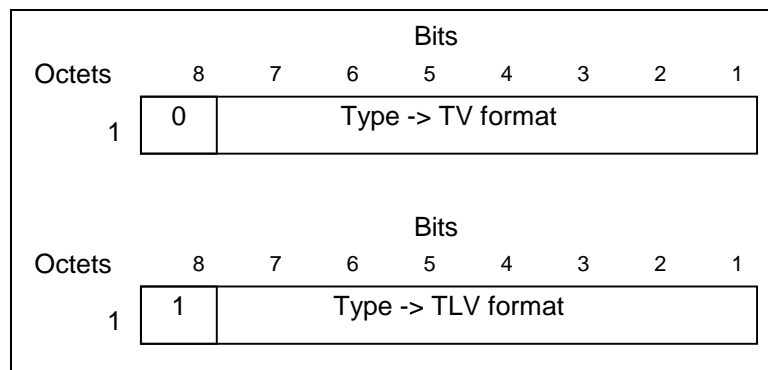 Bits
Octets 8 7 6 5 4 3 2 1
1 0 Type -> TV format
Bits
Octets 8 7 6 5 4 3 2 1
1 1 Type -> TLV format